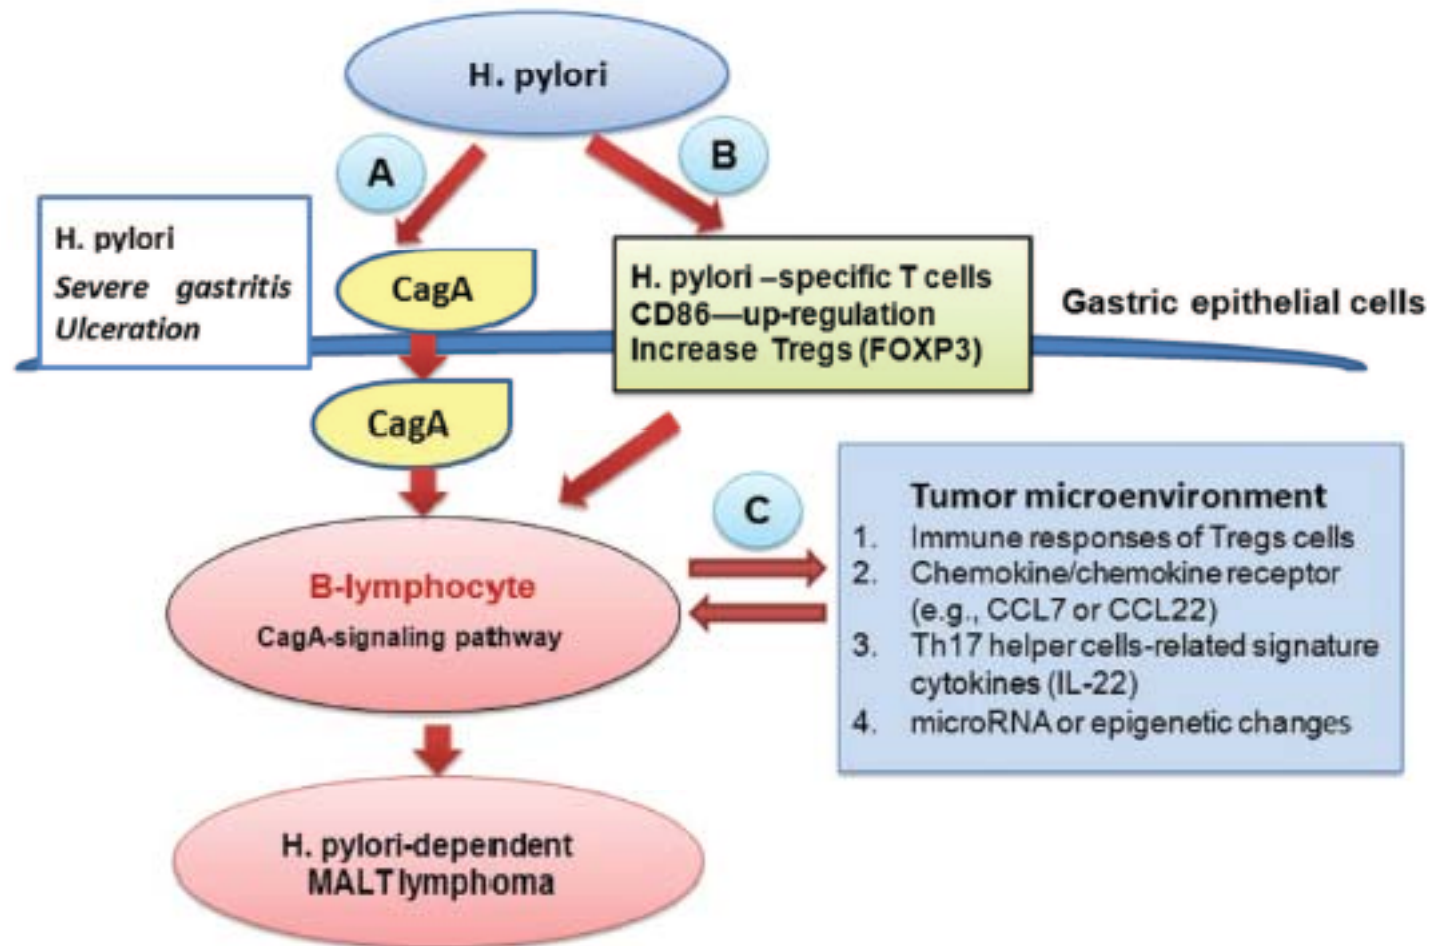 H. pylori
A
B
H. pylori
Severe gastritis
Ulceration
CagA
H. pylori –specific T cells
CD86—up-regulation
Increase Tregs (FOXP3)
Gastric epithelial cells
CagA
C
B-lymphocyte
CagA-signaling pathway
Tumor microenvironment
1. Immune responses of Tregs cells
2. Chemokine/chemokine receptor
(e.g., CCL7 or CCL22)
3. Th17 helper cells-related signature
cytokines (IL-22)
4. microRNA or epigenetic changes
H. pylori-dependent
MALT lymphoma